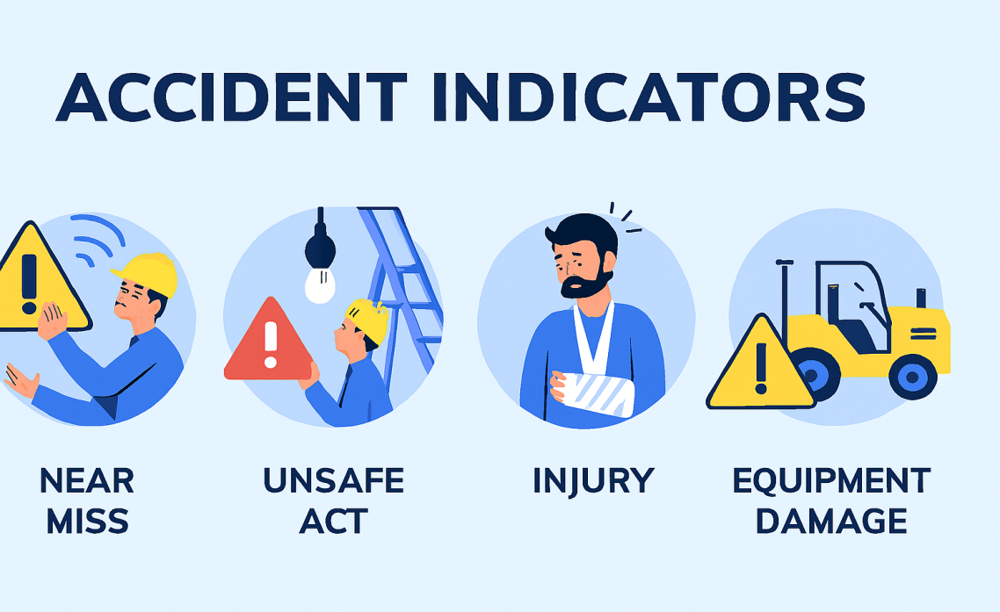 ACCIDENT INDICATORS
NEAR
MISS
UNSAFE
ACT
INJURY
EQUIPMENT
DAMAGE